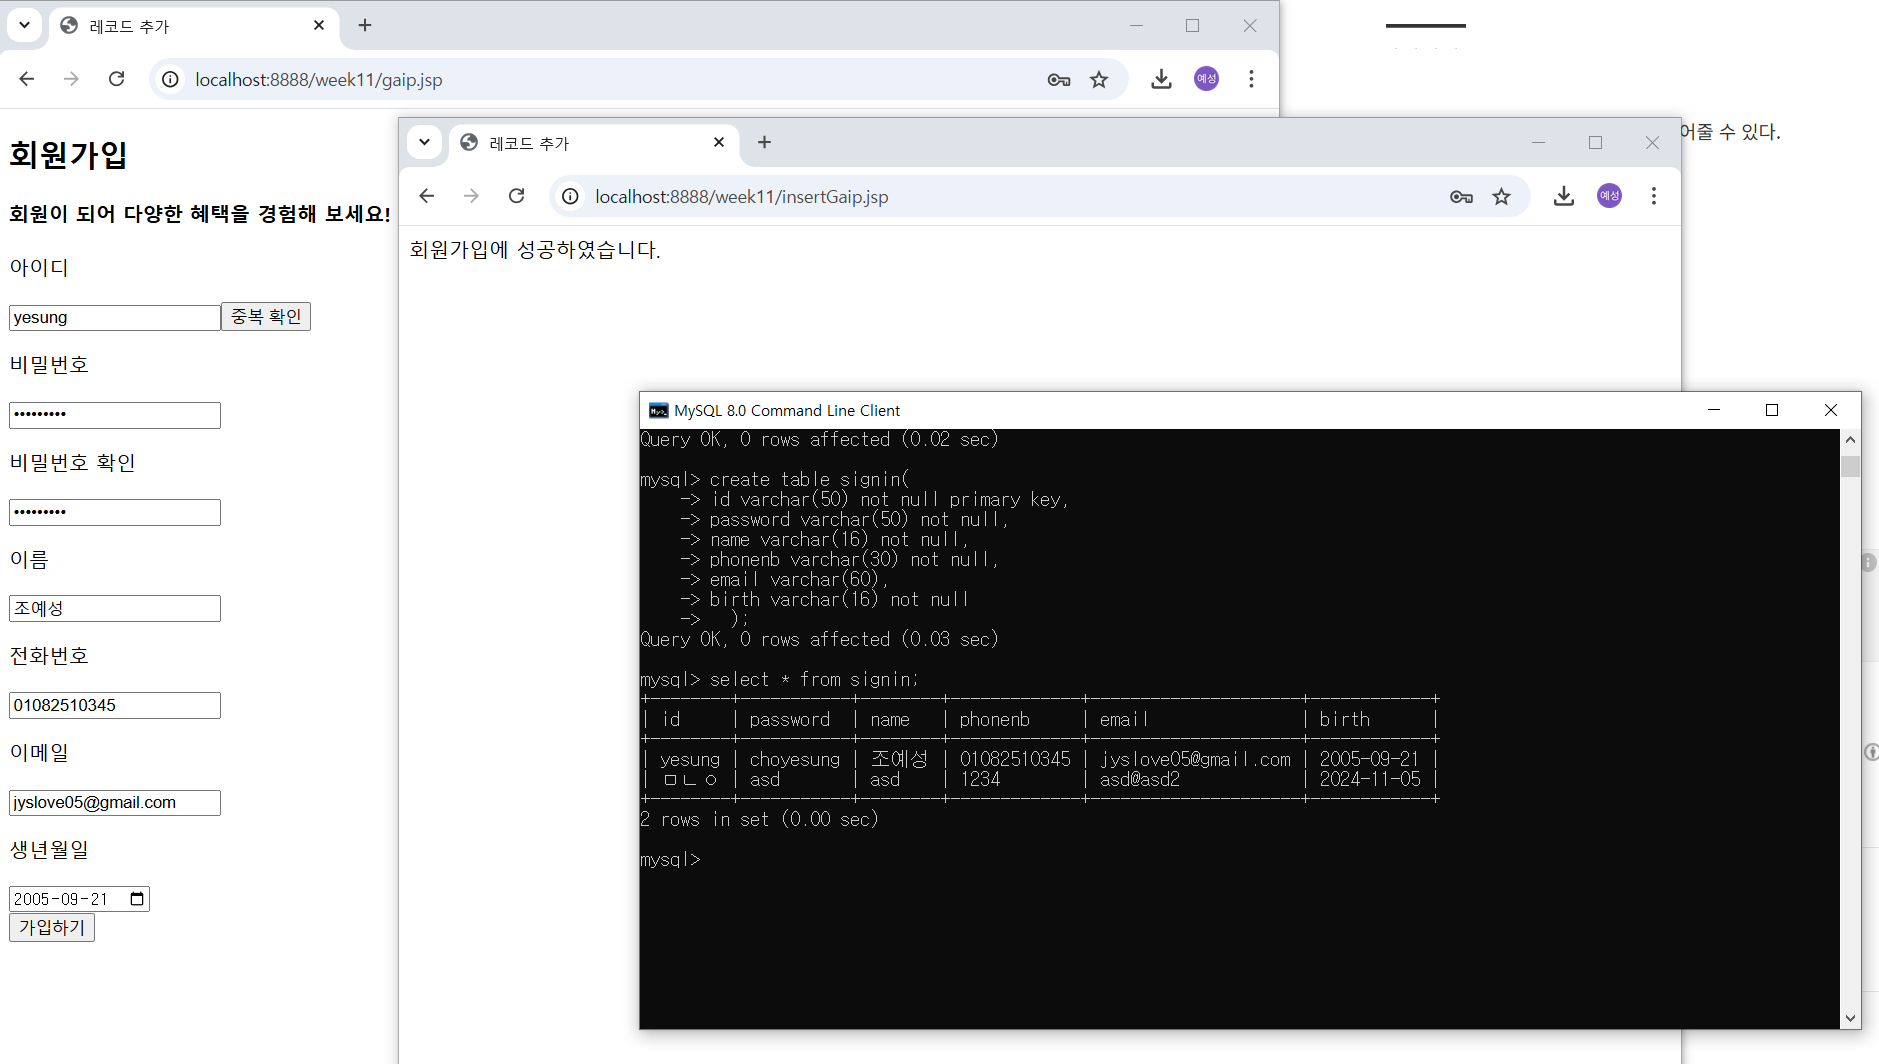 레코드 추가
localhost:8888/week11/gaip.jsp
예성
회원가입
회원이 되어 다양한 혜택을 경험해 보세요!
아이디
yesung
중복 확인
비밀번호
•••••••••
비밀번호 확인
•••••••••
이름
조예성
전화번호
01082510345
이메일
jyslove05@gmail.com
생년월일
2005-09-21
가입하기
레코드 추가
localhost:8888/week11/insertGaip.jsp
예성
회원가입에 성공하였습니다.
어줄 수 있다.
MySQL 8.0 Command Line Client
Query OK, 0 rows affected (0.02 sec)
mysql> create table signin(
-> id varchar(50) not null primary key,
-> password varchar(50) not null,
-> name varchar(16) not null,
-> phonenb varchar(30) not null,
-> email varchar(60),
-> birth varchar(16) not null
-> );
Query OK, 0 rows affected (0.03 sec)
mysql> select * from signin;
+--------+-----------+--------+-------------+---------------------+------------+
| id | password | name | phonenb | email | birth |
+--------+-----------+--------+-------------+---------------------+------------+
| yesung | choyesung | 조예성 | 01082510345 | jyslove05@gmail.com | 2005-09-21 |
| ㅁㄴㅇ | asd | asd | 1234 | asd@asd2 | 2024-11-05 |
+--------+-----------+--------+-------------+---------------------+------------+
2 rows in set (0.00 sec)
mysql>